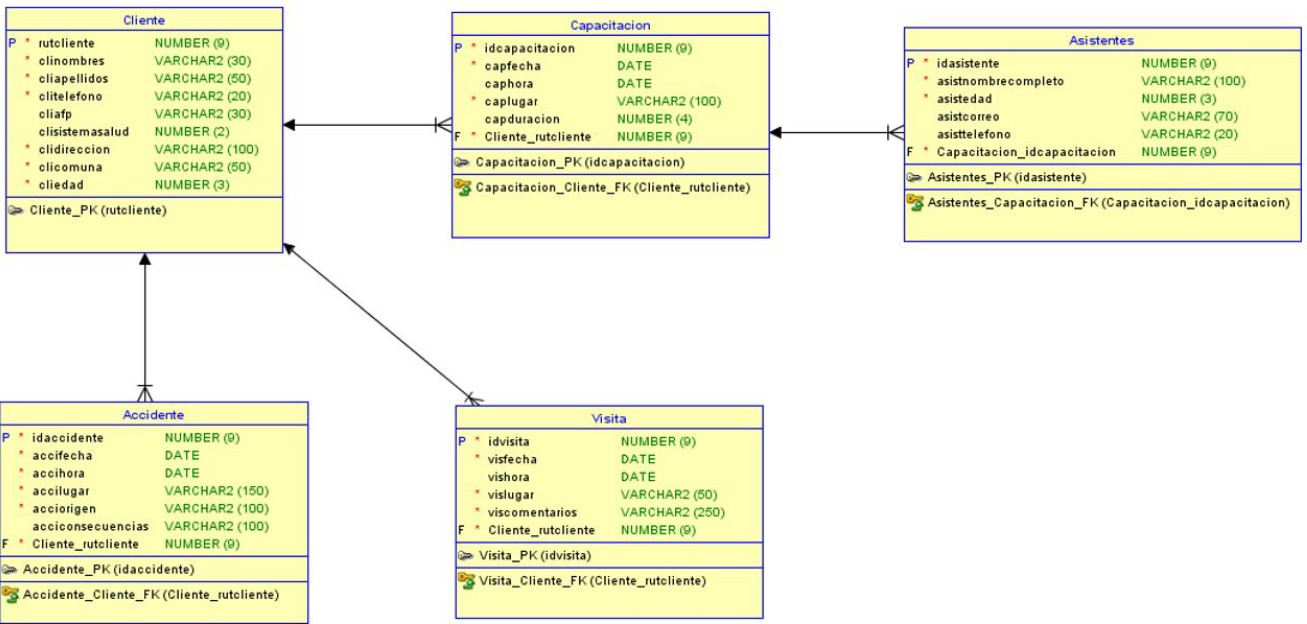 Cliente
P * rutcliente NUMBER (9)
* clinombres VARCHAR2 (30)
* cliapellidos VARCHAR2 (50)
* clitelefono VARCHAR2 (20)
cliafp VARCHAR2 (30)
clisistemasalud NUMBER (2)
* clidireccion VARCHAR2 (100)
* clicomuna VARCHAR2 (50)
* cliedad NUMBER (3)
Cliente_PK (rutcliente)
Capacitacion
P * idcapacitacion NUMBER (9)
* capfecha DATE
caphora DATE
* caplugar VARCHAR2 (100)
capduracion NUMBER (4)
F * Cliente_rutcliente NUMBER (9)
Capacitacion_PK (idcapacitacion)
Capacitacion_Cliente_FK (Cliente_rutcliente)
Asistentes
P * idasistente NUMBER (9)
* asistnombrecompleto VARCHAR2 (100)
* asistedad NUMBER (3)
asistcorreo VARCHAR2 (70)
asisttelefono VARCHAR2 (20)
F * Capacitacion_idcapacitacion NUMBER (9)
Asistentes_PK (idasistente)
Asistentes_Capacitacion_FK (Capacitacion_idcapacitacion)
Accidente
P * idaccidente NUMBER (9)
* accifecha DATE
* accihora DATE
* accilugar VARCHAR2 (150)
* acciorigen VARCHAR2 (100)
acciconsecuencias VARCHAR2 (100)
F * Cliente_rutcliente NUMBER (9)
Accidente_PK (idaccidente)
Accidente_Cliente_FK (Cliente_rutcliente)
Visita
P * idvisita NUMBER (9)
* visfecha DATE
vishora DATE
* vislugar VARCHAR2 (50)
* viscomentarios VARCHAR2 (250)
F * Cliente_rutcliente NUMBER (9)
Visita_PK (idvisita)
Visita_Cliente_FK (Cliente_rutcliente)